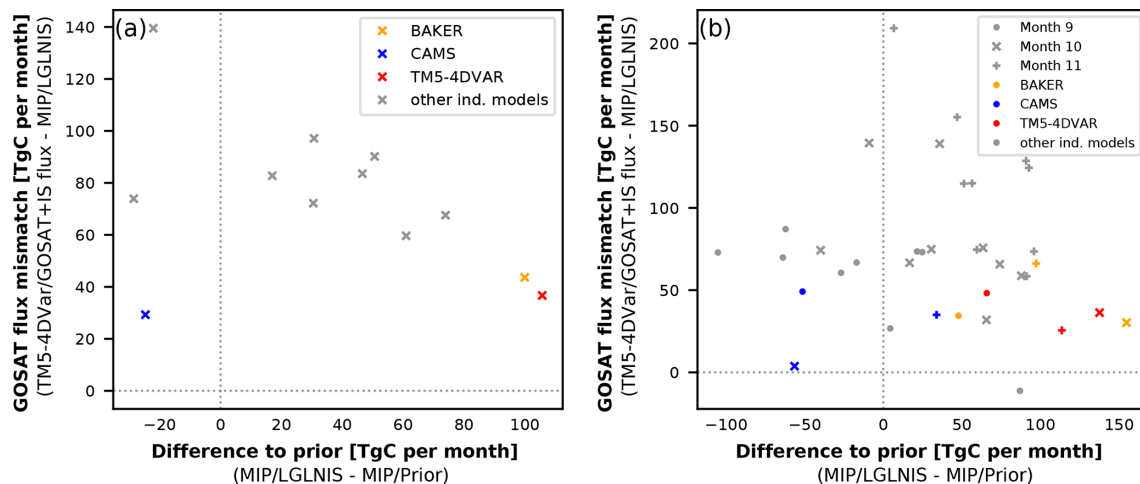 (a)
BAKER
CAMS
TM5-4DVAR
other ind. models
140
120
100
80
60
40
20
0
−20
0
20
40
60
80
100
GOSAT flux mismatch [TgC per month]
(TM5-4DVar/GOSAT+IS flux - MIP/LGLNIS)
Difference to prior [TgC per month]
(MIP/LGLNIS - MIP/Prior)
(b)
Month 9
Month 10
Month 11
BAKER
CAMS
TM5-4DVAR
other ind. models
200
150
100
50
0
−100
−50
0
50
100
150
GOSAT flux mismatch [TgC per month]
(TM5-4DVar/GOSAT+IS flux - MIP/LGLNIS)
Difference to prior [TgC per month]
(MIP/LGLNIS - MIP/Prior)